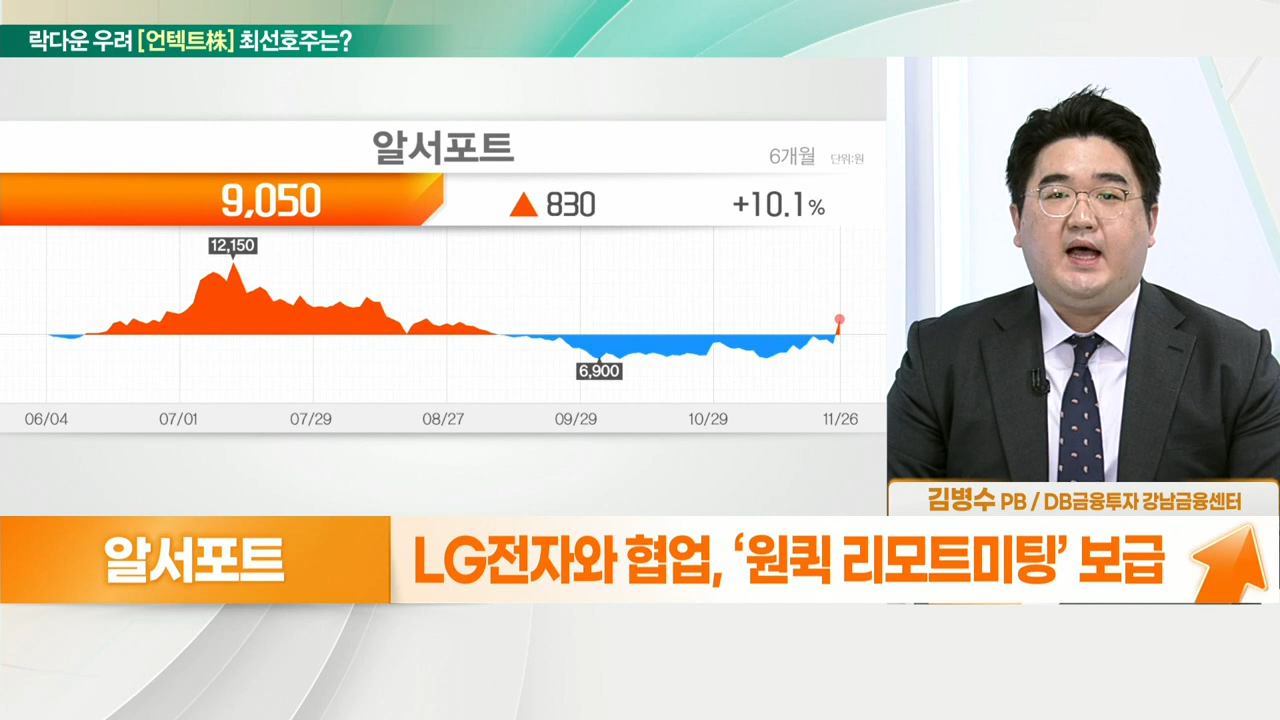 락다운 우려 [언텍트株] 최선호주는?
알서포트
6개월 단위:원
9,050 ▲ 830 +10.1%
12,150
6,900
06/04 07/01 07/29 08/27 09/29 10/29 11/26
김병수 PB / DB금융투자 강남금융센터
알서포트
LG전자와 협업, ‘원퀵 리모트미팅’ 보급